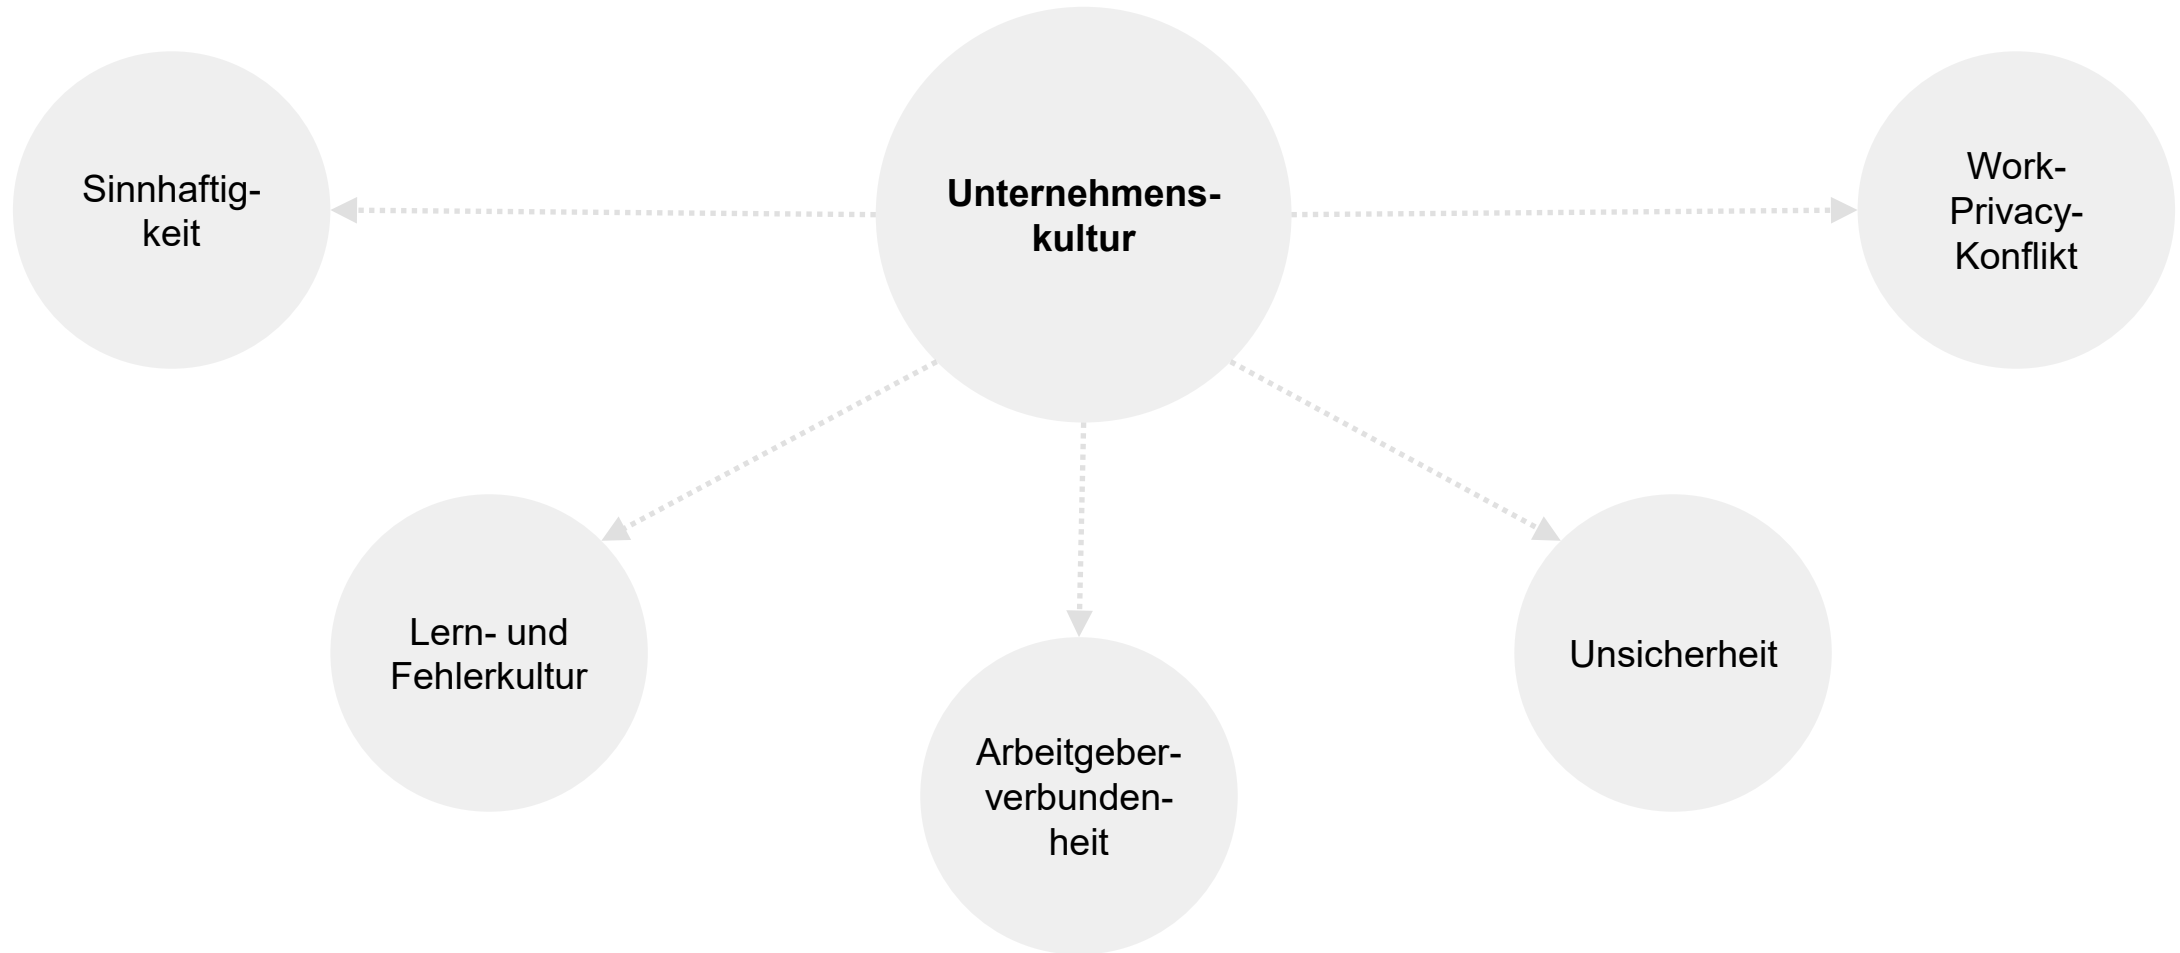 Sinnhaftig-
keit
Unternehmens-
kultur
Work-
Privacy-
Konflikt
Lern- und
Fehlerkultur
Arbeitgeber-
verbunden-
heit
Unsicherheit